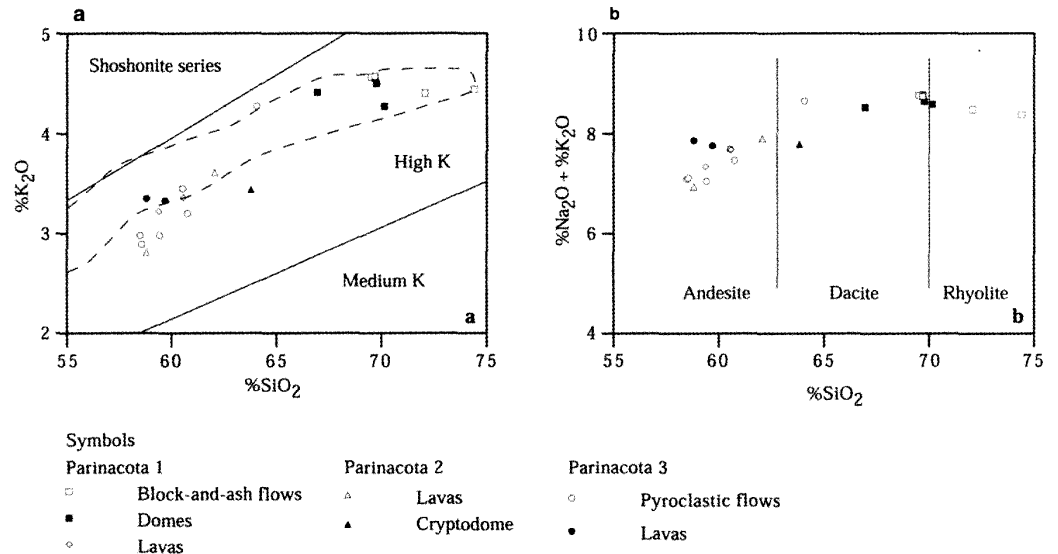 a
5
4
3
2
%K2O
Shoshonite series
High K
Medium K
a
55
60
65
70
75
%SiO2
b
10
8
6
4
%Na2O + %K2O
Andesite
Dacite
Rhyolite
b
55
60
65
70
75
%SiO2
Symbols
Parinacota 1
Block-and-ash flows
Domes
Lavas
Parinacota 2
Lavas
Cryptodome
Parinacota 3
Pyroclastic flows
Lavas